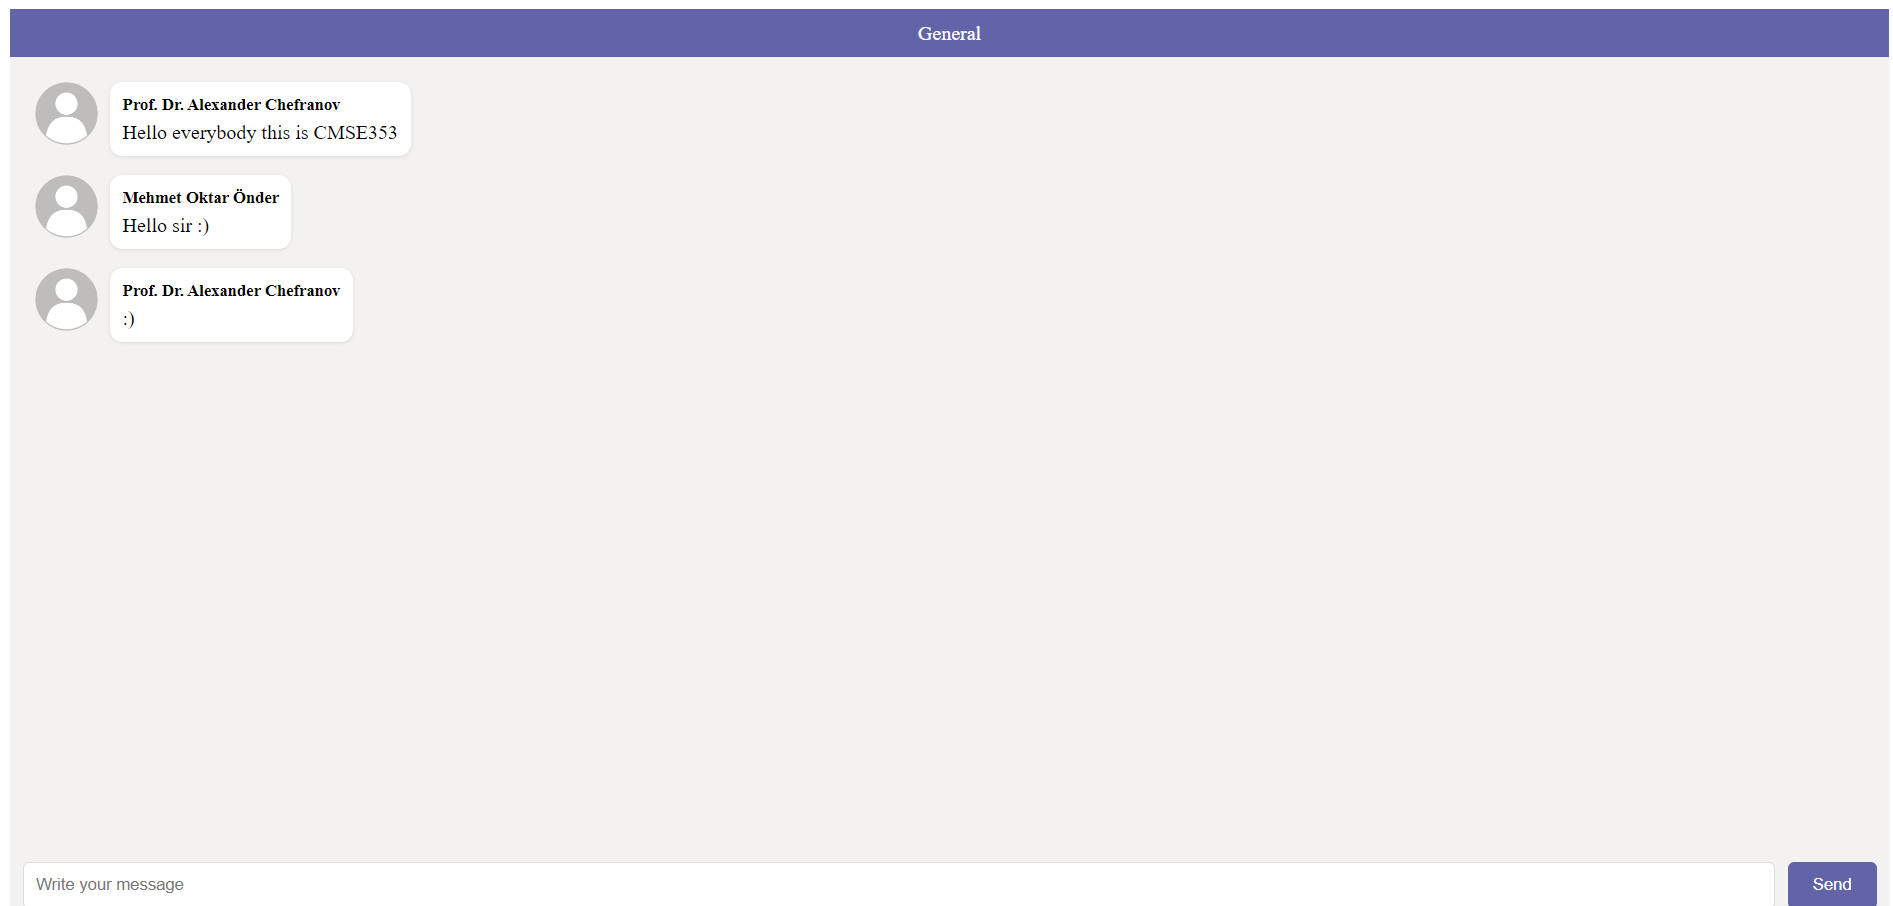 General
Prof. Dr. Alexander Chefranov
Hello everybody this is CMSE353
Mehmet Oktar Önder
Hello sir :)
Prof. Dr. Alexander Chefranov
:)
Write your message
Send